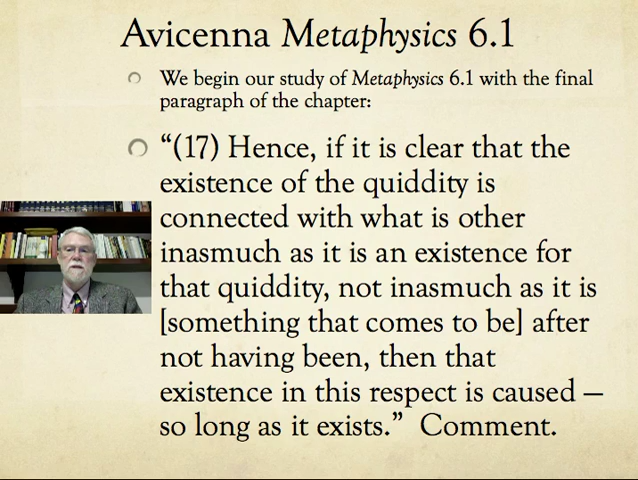 Avicenna Metaphysics 6.1
We begin our study of Metaphysics 6.1 with the final
paragraph of the chapter:
“(17) Hence, if it is clear that the
existence of the quiddity is
connected with what is other
inasmuch as it is an existence for
that quiddity, not inasmuch as it is
[something that comes to be] after
not having been, then that
existence in this respect is caused —
so long as it exists.” Comment.